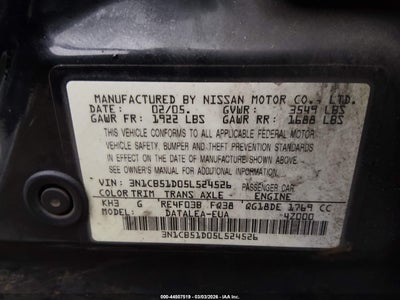 MANUFACTURED BY NISSAN MOTOR CO., LTD.
DATE: 02/05. GVWR: 3549 LBS
GAWR FR: 1922 LBS GAWR RR: 1688 LBS
THIS VEHICLE CONFORMS TO ALL APPLICABLE FEDERAL MOTOR
VEHICLE SAFETY, BUMPER AND THEFT PREVENTION STANDARDS
IN EFFECT ON THE DATE OF MANUFACTURE SHOWN ABOVE.
SEE OWNER'S MANUAL FOR ADDITIONAL INFORMATION
VIN: 3N1CB51D05L524526 PASSENGER CAR
COLOR TRIM TRANS AXLE ENGINE
KH3 G RE4F03B FQ38 QG18DE 1769 CC
MODEL: DATALEA-EUA 4Z000
3N1CB51D05L524526
ID: 000-44507519 - DATE: 03/03/2026 - IAA